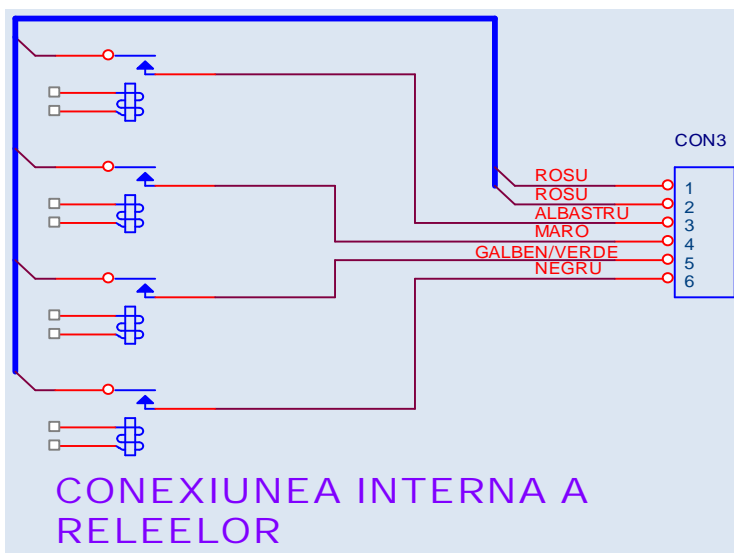 CON3
ROSU
1
ROSU
2
ALBASTRU
3
MARO
4
GALBEN/VERDE
5
NEGRU
6
CONEXIUNEA INTERNA A
RELEELOR